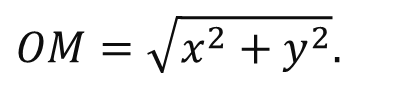 OM = √(x² + y²).